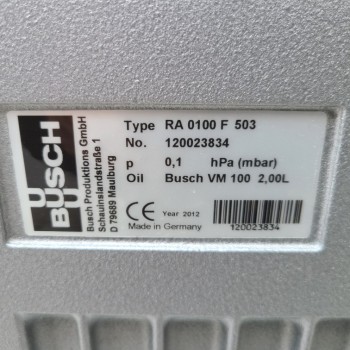 BUSCH
Busch Produktions GmbH
Schauinslandstraße 1
D 79689 Maulburg
Type RA 0100 F 503
No. 120023834
p 0,1 hPa (mbar)
Oil Busch VM 100 2,00L
CE Year 2012
Made in Germany
120023834